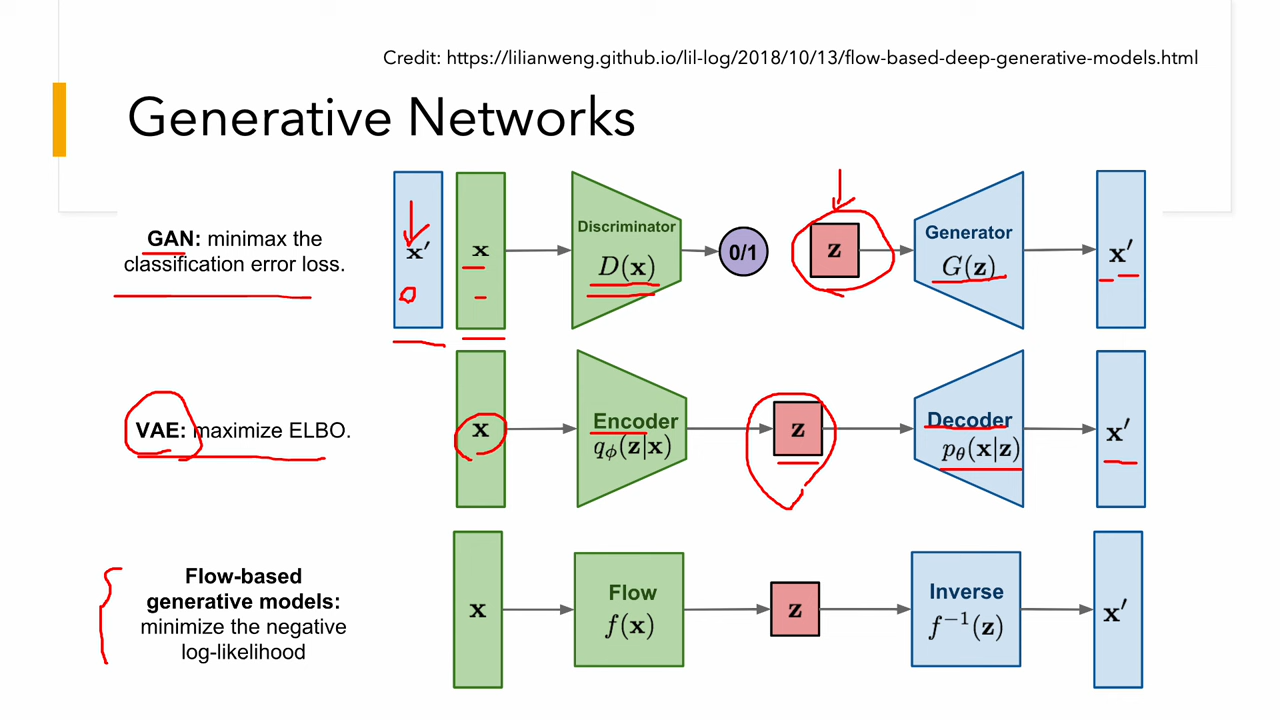 Credit: https://lilianweng.github.io/lil-log/2018/10/13/flow-based-deep-generative-models.html
Generative Networks
GAN: minimax the
classification error loss.
x′
x
Discriminator
D(x)
0/1
z
Generator
G(z)
x′
0
VAE: maximize ELBO.
x
Encoder
qϕ(z|x)
z
Decoder
pθ(x|z)
x′
Flow-based
generative models:
minimize the negative
log-likelihood
x
Flow
f(x)
z
Inverse
f⁻¹(z)
x′